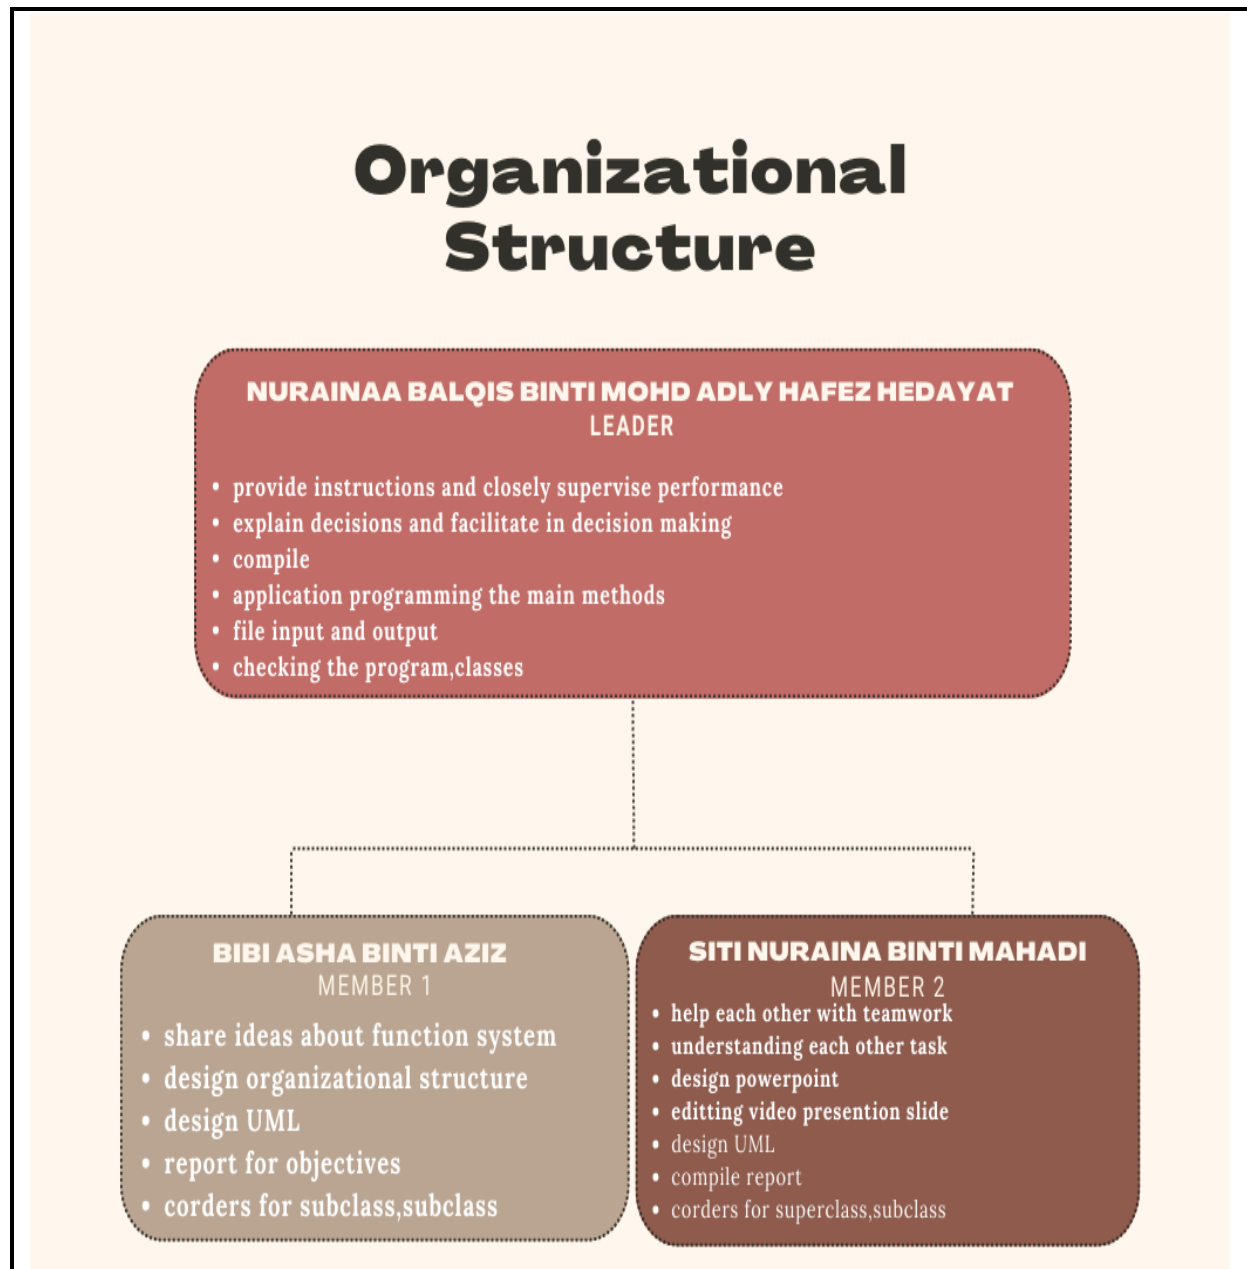 Organizational
Structure
NURAINAA BALQIS BINTI MOHD ADLY HAFEZ HEDAYAT
LEADER
• provide instructions and closely supervise performance
• explain decisions and facilitate in decision making
• compile
• application programming the main methods
• file input and output
• checking the program,classes
BIBI ASHA BINTI AZIZ
MEMBER 1
• share ideas about function system
• design organizational structure
• design UML
• report for objectives
• corders for subclass,subclass
SITI NURAINA BINTI MAHADI
MEMBER 2
• help each other with teamwork
• understanding each other task
• design powerpoint
• editting video presention slide
• design UML
• compile report
• corders for superclass,subclass